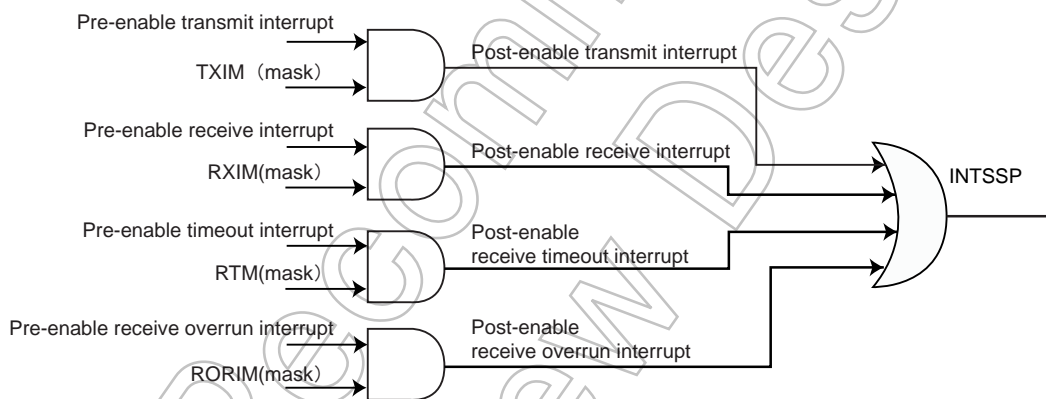 Pre-enable transmit interrupt
TXIM（mask）
Post-enable transmit interrupt
Pre-enable receive interrupt
RXIM(mask）
Post-enable receive interrupt
INTSSP
Pre-enable timeout interrupt
RTM(mask）
Post-enable
receive timeout interrupt
Pre-enable receive overrun interrupt
RORIM(mask）
Post-enable
receive overrun interrupt